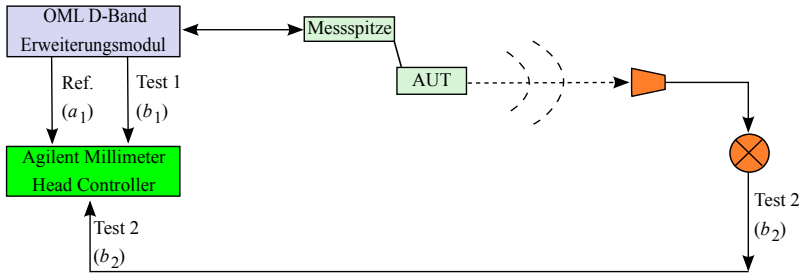 OML D-Band
Erweiterungsmodul
Messspitze
AUT
Ref.
(a1)
Test 1
(b1)
Agilent Millimeter
Head Controller
Test 2
(b2)
Test 2
(b2)